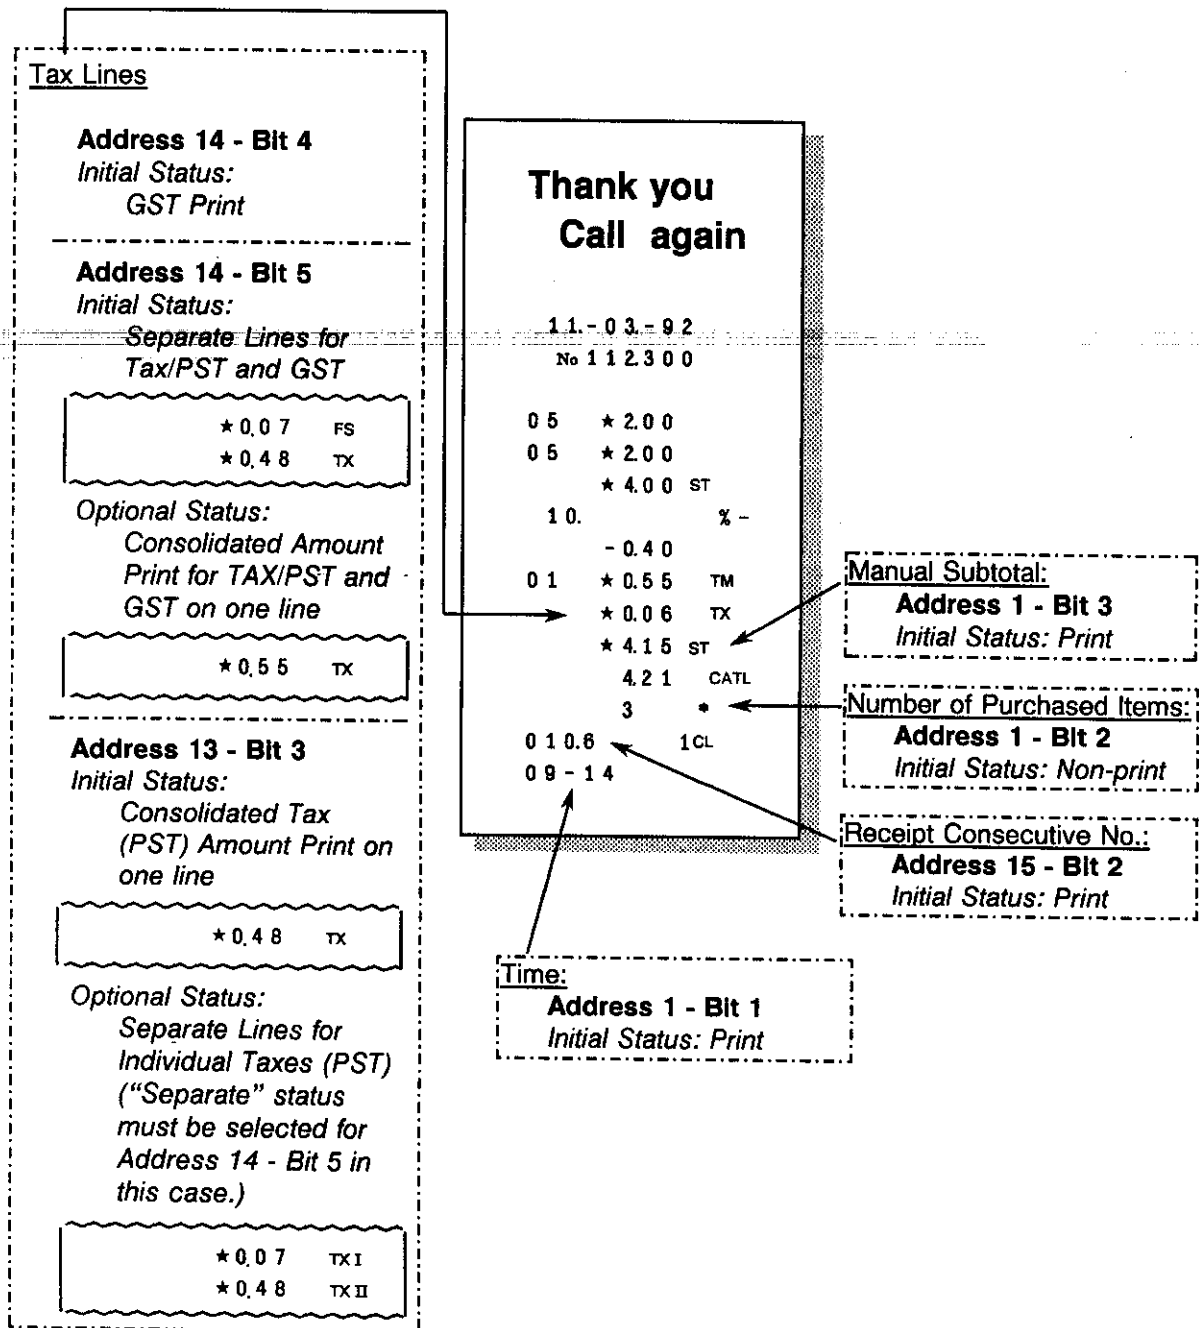 Tax Lines
Address 14 - Bit 4
Initial Status:
GST Print
Address 14 - Bit 5
Initial Status:
Separate Lines for
Tax/PST and GST
★0.07 FS
★0.48 TX
Optional Status:
Consolidated Amount
Print for TAX/PST and
GST on one line
★0.55 TX
Address 13 - Bit 3
Initial Status:
Consolidated Tax
(PST) Amount Print on
one line
★0.48 TX
Optional Status:
Separate Lines for
Individual Taxes (PST)
(“Separate” status
must be selected for
Address 14 - Bit 5 in
this case.)
★0.07 TX I
★0.48 TX II
Thank you
Call again
11.-03.-92
No 112.300
05 ★2.00
05 ★2.00
★4.00 ST
10. %-
-0.40
01 ★0.55 TM
★0.06 TX
★4.15 ST
4.21 CATL
3 *
010.6 1CL
09-14
Manual Subtotal:
Address 1 - Bit 3
Initial Status: Print
Number of Purchased Items:
Address 1 - Bit 2
Initial Status: Non-print
Receipt Consecutive No.:
Address 15 - Bit 2
Initial Status: Print
Time:
Address 1 - Bit 1
Initial Status: Print